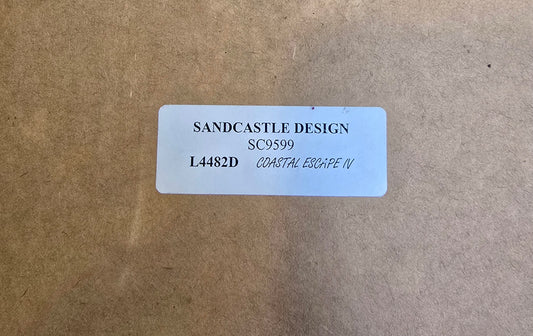 SANDCASTLE DESIGN
SC9599
L4482D COASTAL ESCAPE IV